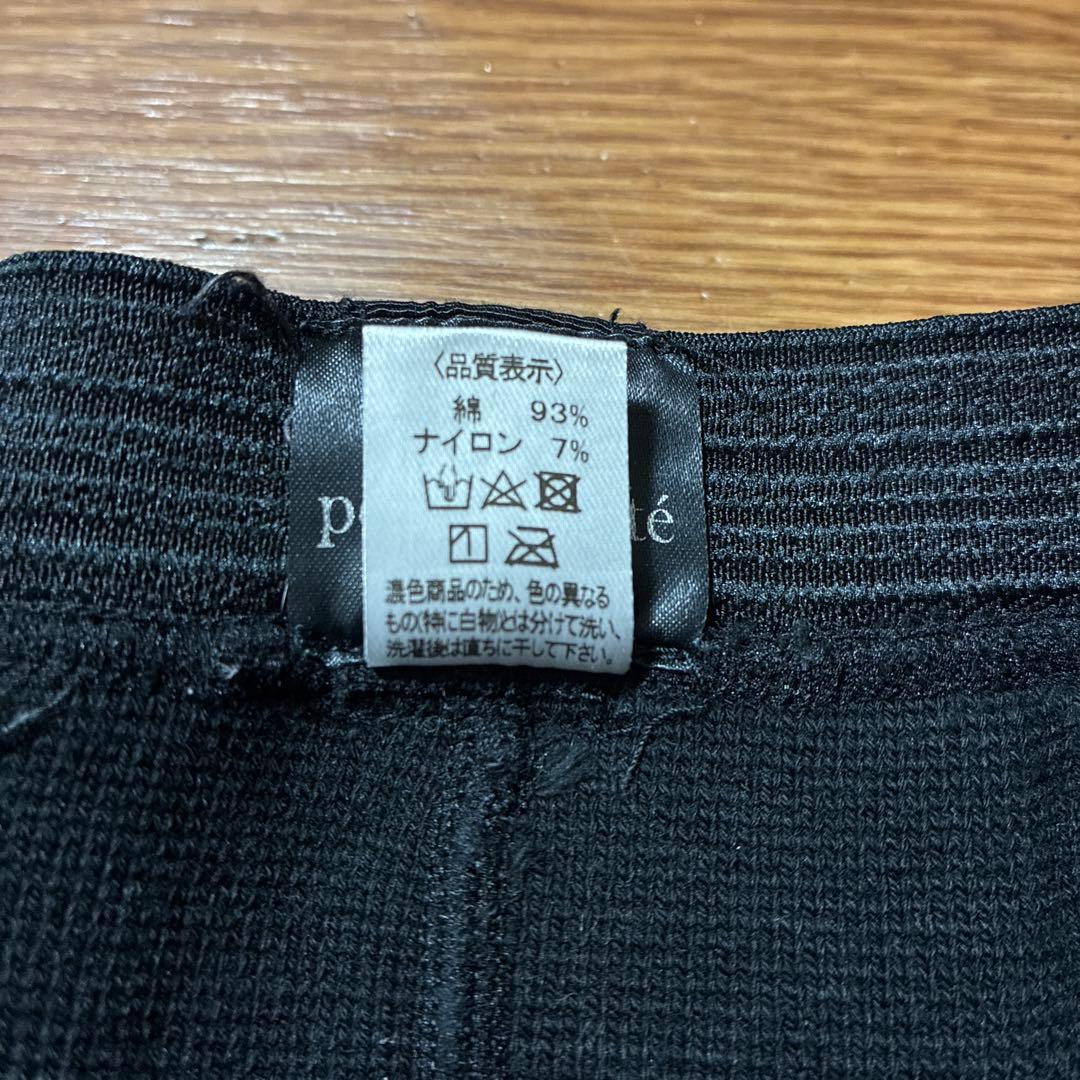 〈品質表示〉
綿 93%
ナイロン 7%
濃色商品のため、色の異なる
もの(特に白物)とは分けて洗い、
洗濯後は直ちに干して下さい。